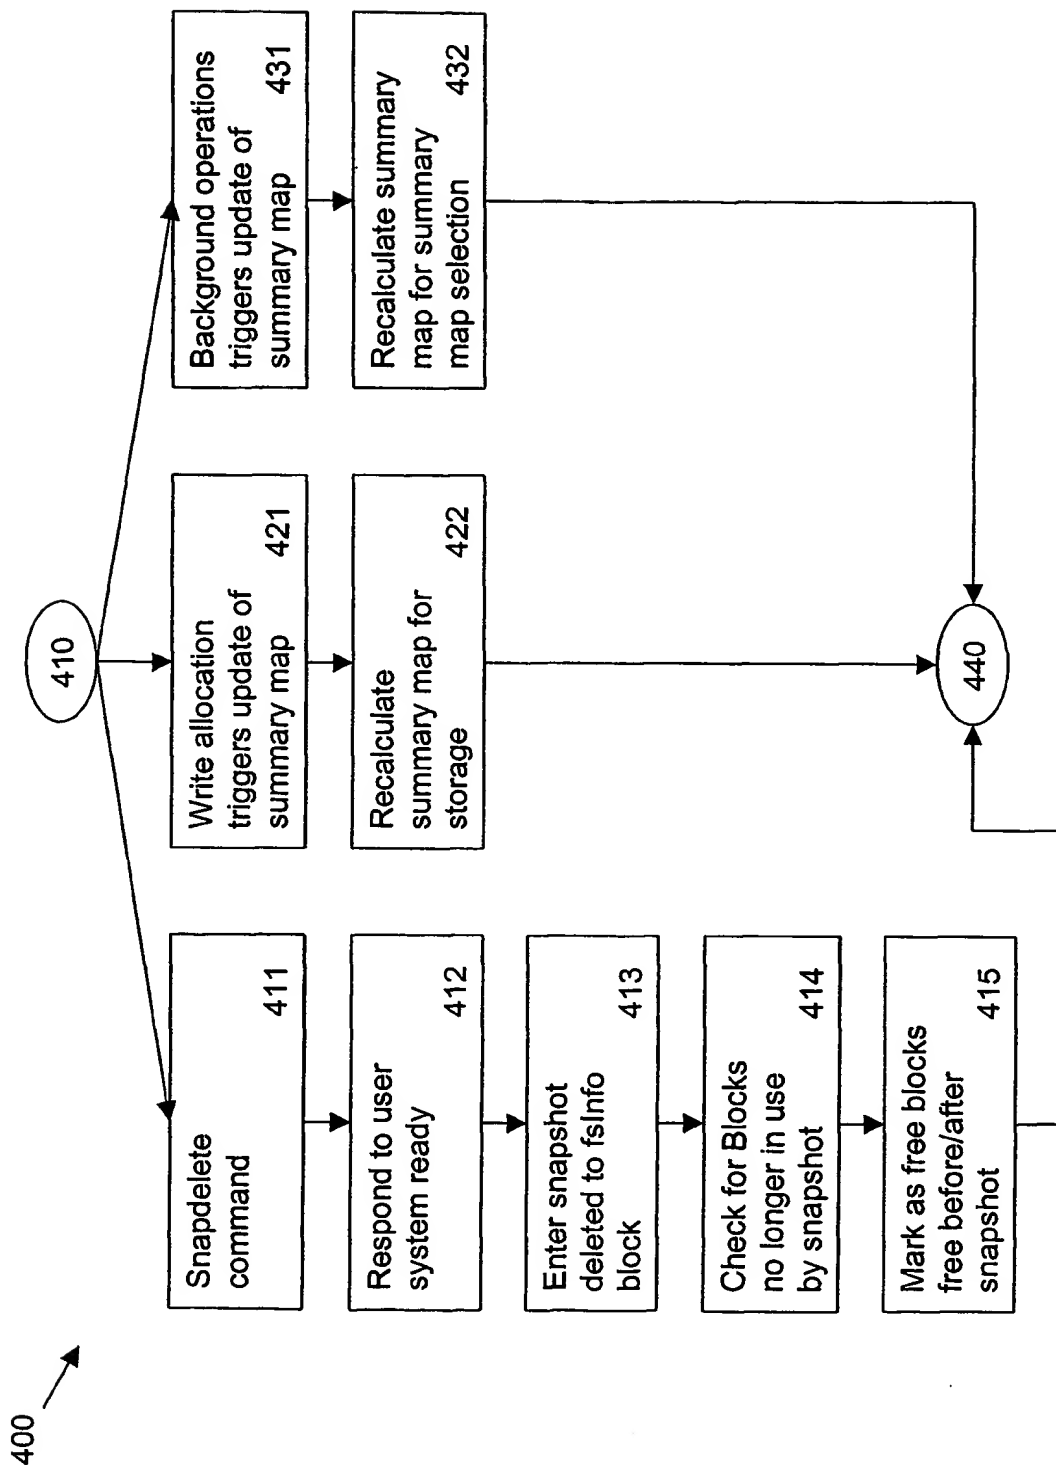 400
410
Snapdelete
command
411
Respond to user
system ready
412
Enter snapshot
deleted to fsInfo
block
413
Check for Blocks
no longer in use
by snapshot
414
Mark as free blocks
free before/after
snapshot
415
Write allocation
triggers update of
summary map
421
Recalculate
summary map for
storage
422
Background operations
triggers update of
summary map
431
Recalculate summary
map for summary
map selection
432
440